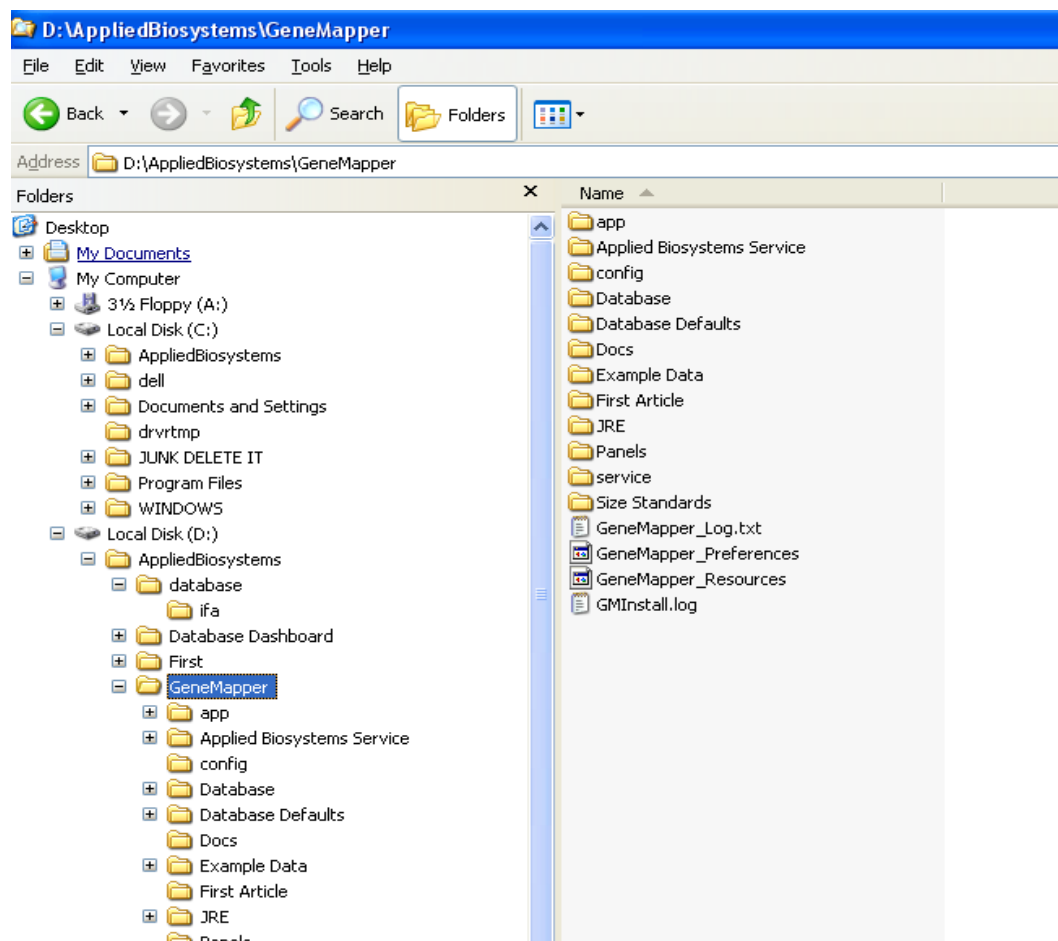 D:\AppliedBiosystems\GeneMapper
File Edit View Favorites Tools Help
Back Search Folders
Address D:\AppliedBiosystems\GeneMapper
Folders
Desktop
My Documents
My Computer
3½ Floppy (A:)
Local Disk (C:)
AppliedBiosystems
dell
Documents and Settings
drvrtmp
JUNK DELETE IT
Program Files
WINDOWS
Local Disk (D:)
AppliedBiosystems
database
ifa
Database Dashboard
First
GeneMapper
app
Applied Biosystems Service
config
Database
Database Defaults
Docs
Example Data
First Article
JRE
Panels
Name
app
Applied Biosystems Service
config
Database
Database Defaults
Docs
Example Data
First Article
JRE
Panels
service
Size Standards
GeneMapper_Log.txt
GeneMapper_Preferences
GeneMapper_Resources
GMInstall.log